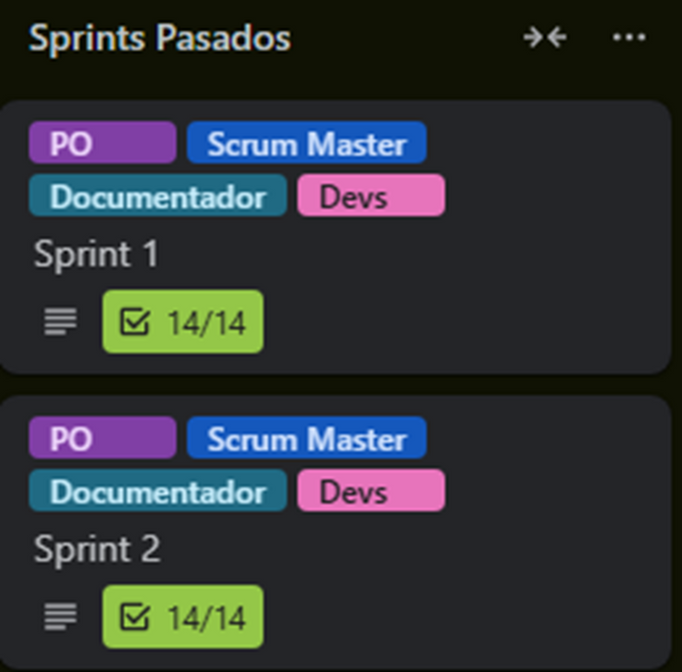 Sprints Pasados
PO Scrum Master
Documentador Devs
Sprint 1
14/14
PO Scrum Master
Documentador Devs
Sprint 2
14/14